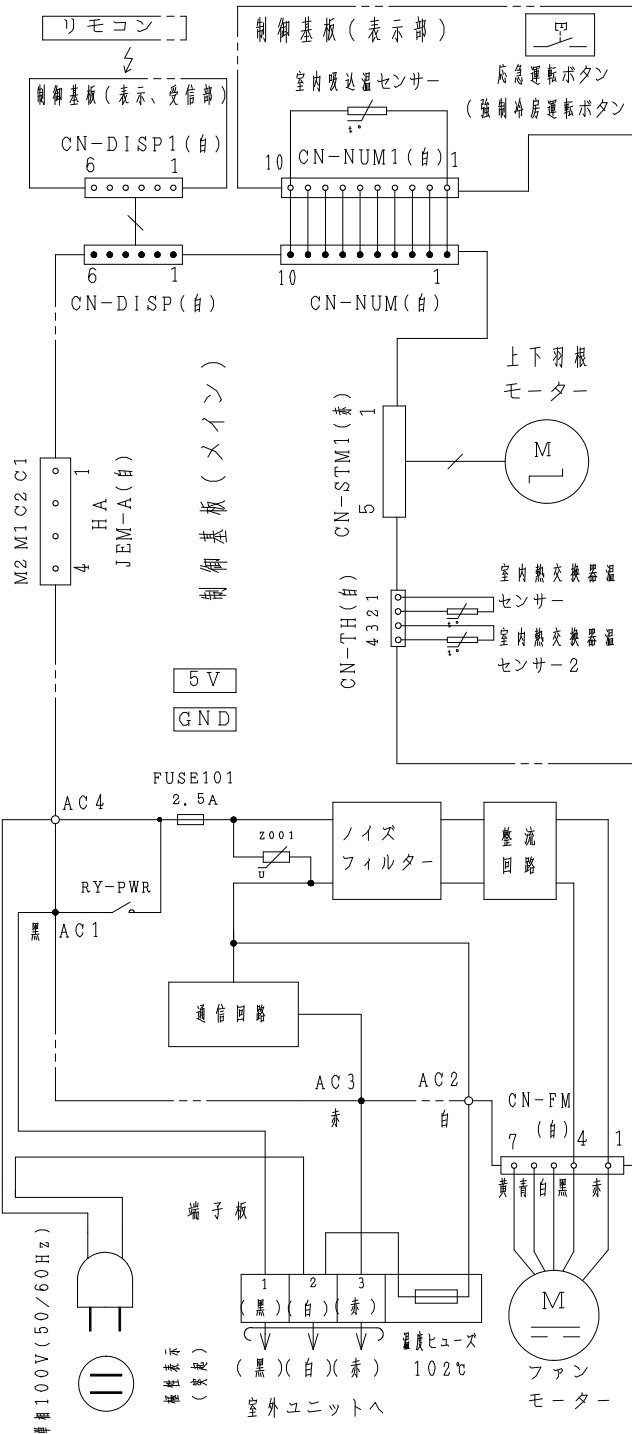 リモコン
制御基板(表示部)
応急運転ボタン
(強制冷房運転ボタン
室内吸込温センサー
t°
制御基板(表示、受信部)
CN-DISP1(白)
6 1
10 CN-NUM1(白) 1
6 1
CN-DISP(白)
10 1
CN-NUM(白)
上下羽根
モーター
M
CN-STM1(赤)
1
5
M2 M1 C2 C1
1
4
HA
JEM-A(白)
制御基板(メイン)
CN-TH(白)
4 3 2 1
室内熱交換器温
センサー
t°
室内熱交換器温
センサー2
t°
5V
GND
FUSE101
2.5A
AC4
Z001
U
ノイズ
フィルター
整流
回路
RY-PWR
黒
AC1
通信回路
AC3
赤
AC2
白
CN-FM
(白)
7 4 1
黄 青 白 黒 赤
端子板
1 2 3
(黒) (白) (赤)
(黒) (白) (赤)
室外ユニットへ
温度ヒューズ
102℃
M
ファン
モーター
単相100V(50/60Hz)
極性表示
(突起)